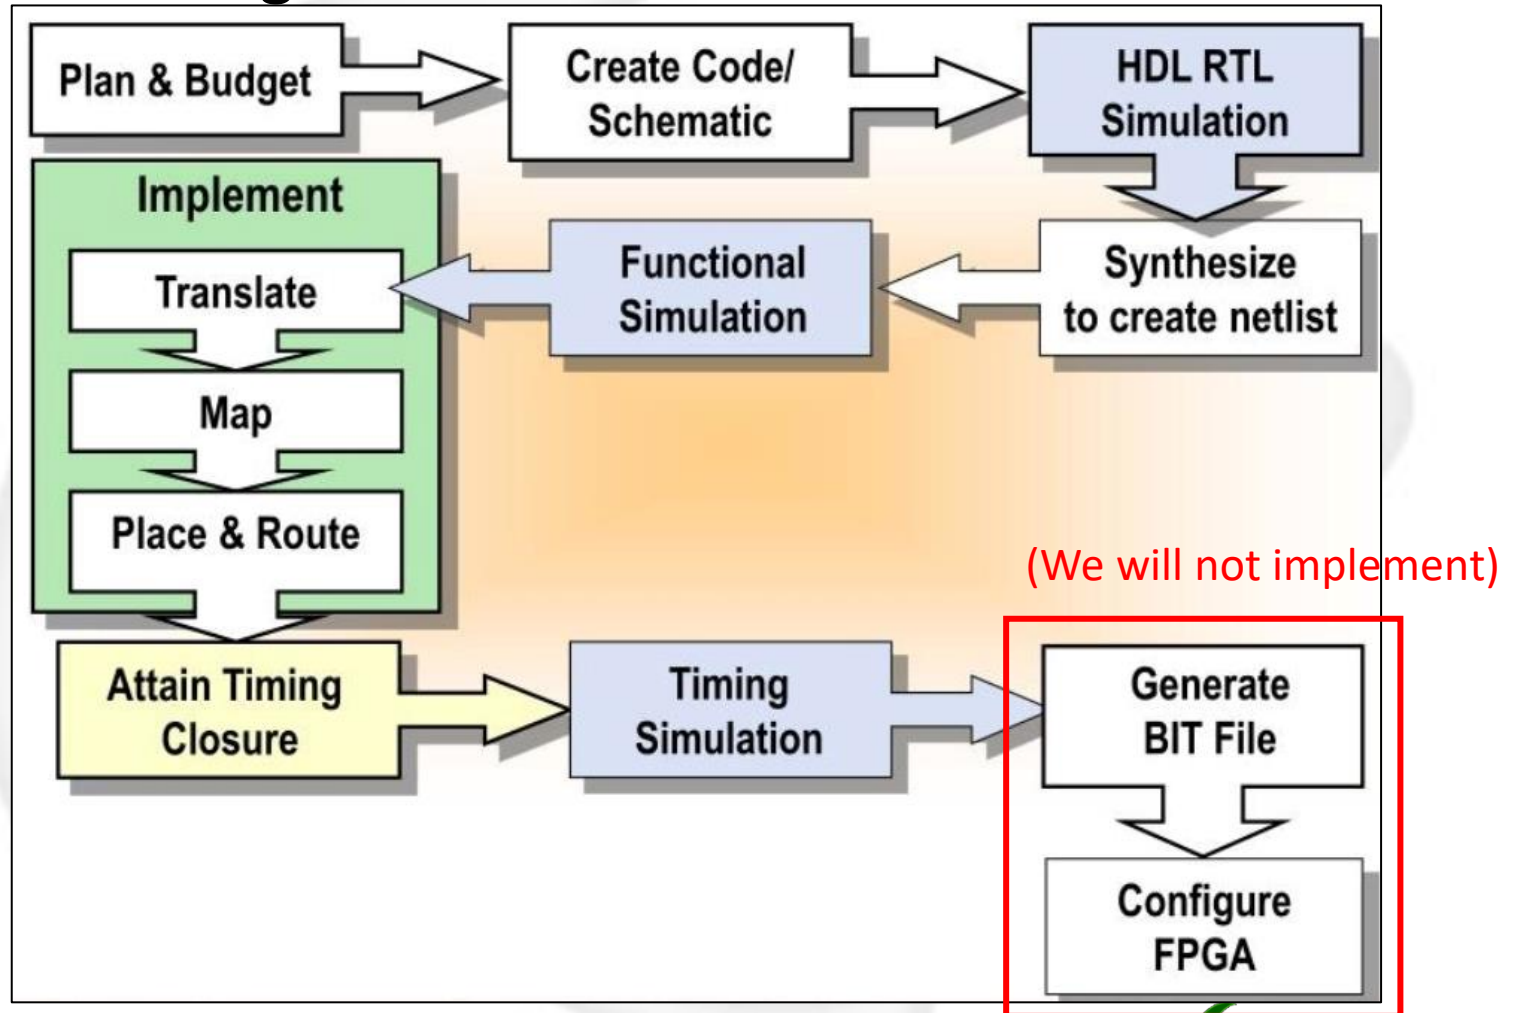 Plan & Budget
Create Code/
Schematic
HDL RTL
Simulation
Implement
Translate
Functional
Simulation
Synthesize
to create netlist
Map
Place & Route
(We will not implement)
Attain Timing
Closure
Timing
Simulation
Generate
BIT File
Configure
FPGA